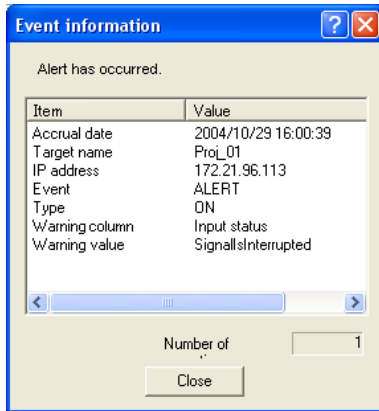 Event information
Alert has occurred.
Item Value
Accrual date 2004/10/29 16:00:39
Target name Proj_01
IP address 172.21.96.113
Event ALERT
Type ON
Warning column Input status
Warning value SignalIsInterrupted
Number of
1
Close